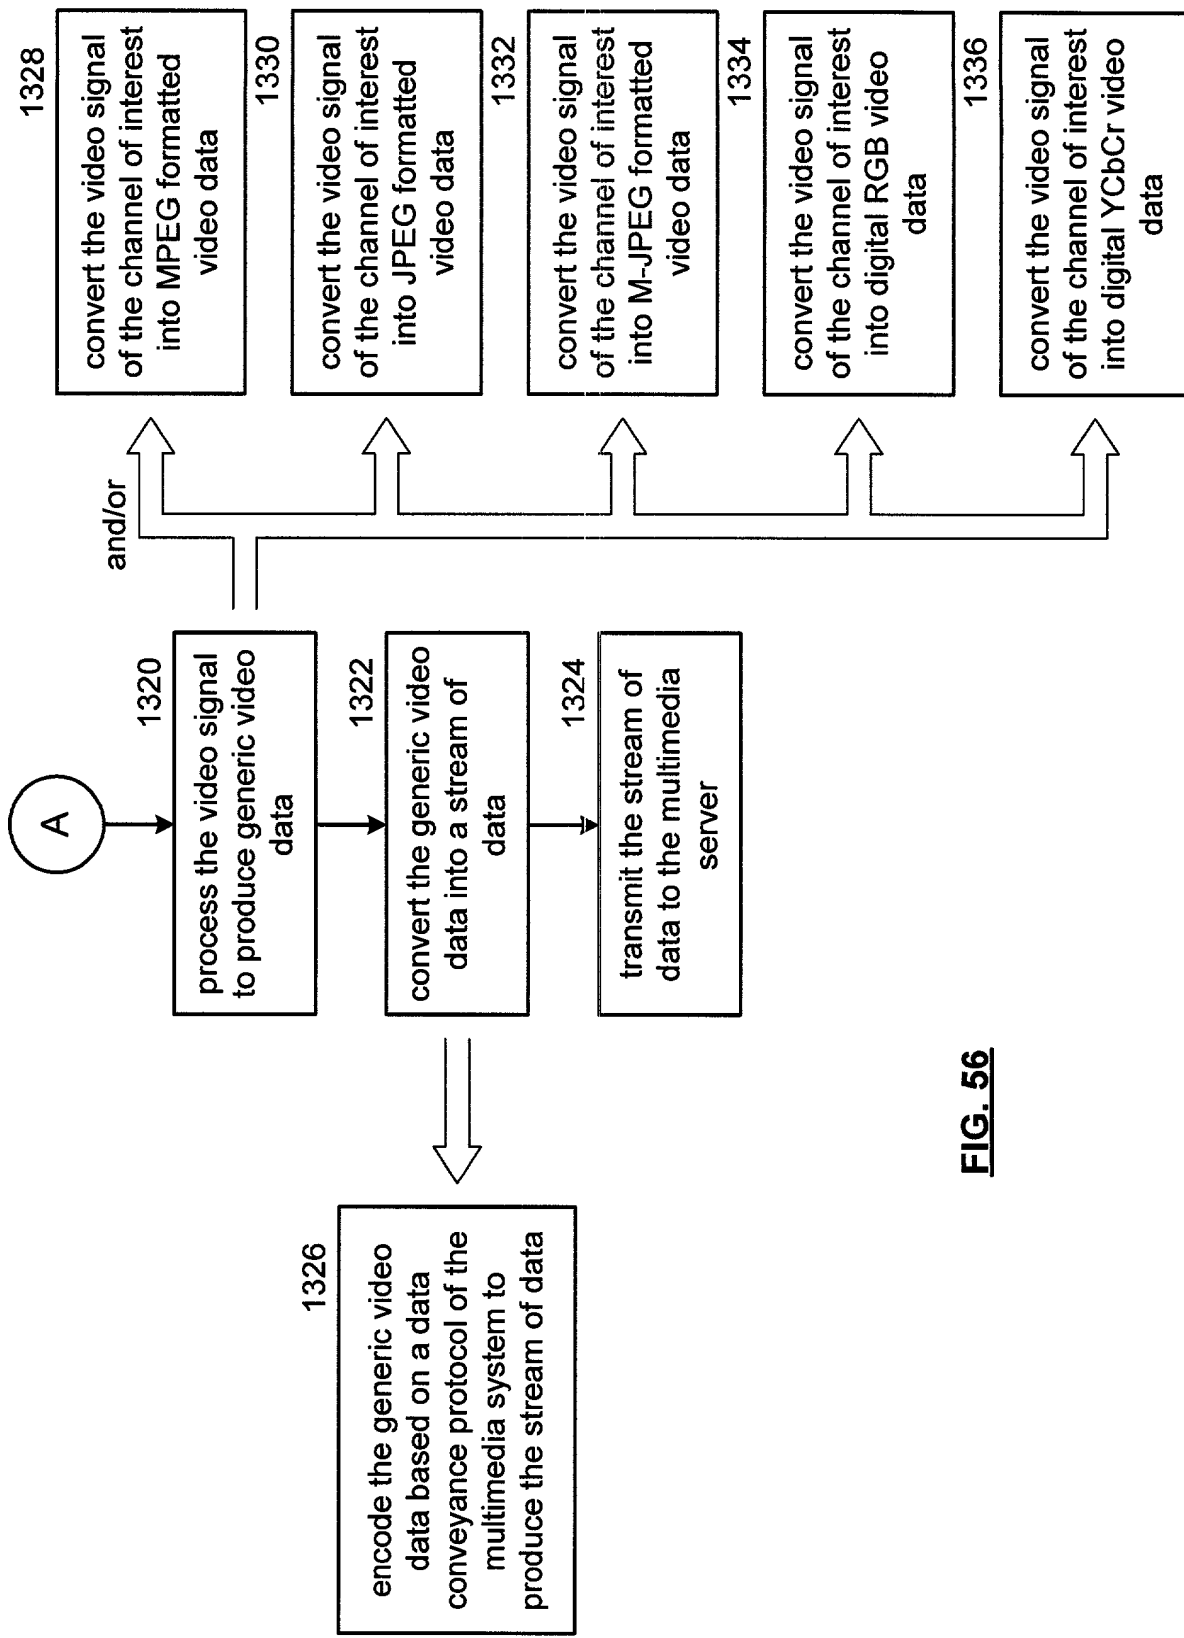 A
1320
process the video signal
to produce generic video
data
1322
convert the generic video
data into a stream of
data
1324
transmit the stream of
data to the multimedia
server
1326
encode the generic video
data based on a data
conveyance protocol of the
multimedia system to
produce the stream of data
and/or
1328
convert the video signal
of the channel of interest
into MPEG formatted
video data
1330
convert the video signal
of the channel of interest
into JPEG formatted
video data
1332
convert the video signal
of the channel of interest
into M-JPEG formatted
video data
1334
convert the video signal
of the channel of interest
into digital RGB video
data
1336
convert the video signal
of the channel of interest
into digital YCbCr video
data
FIG. 56